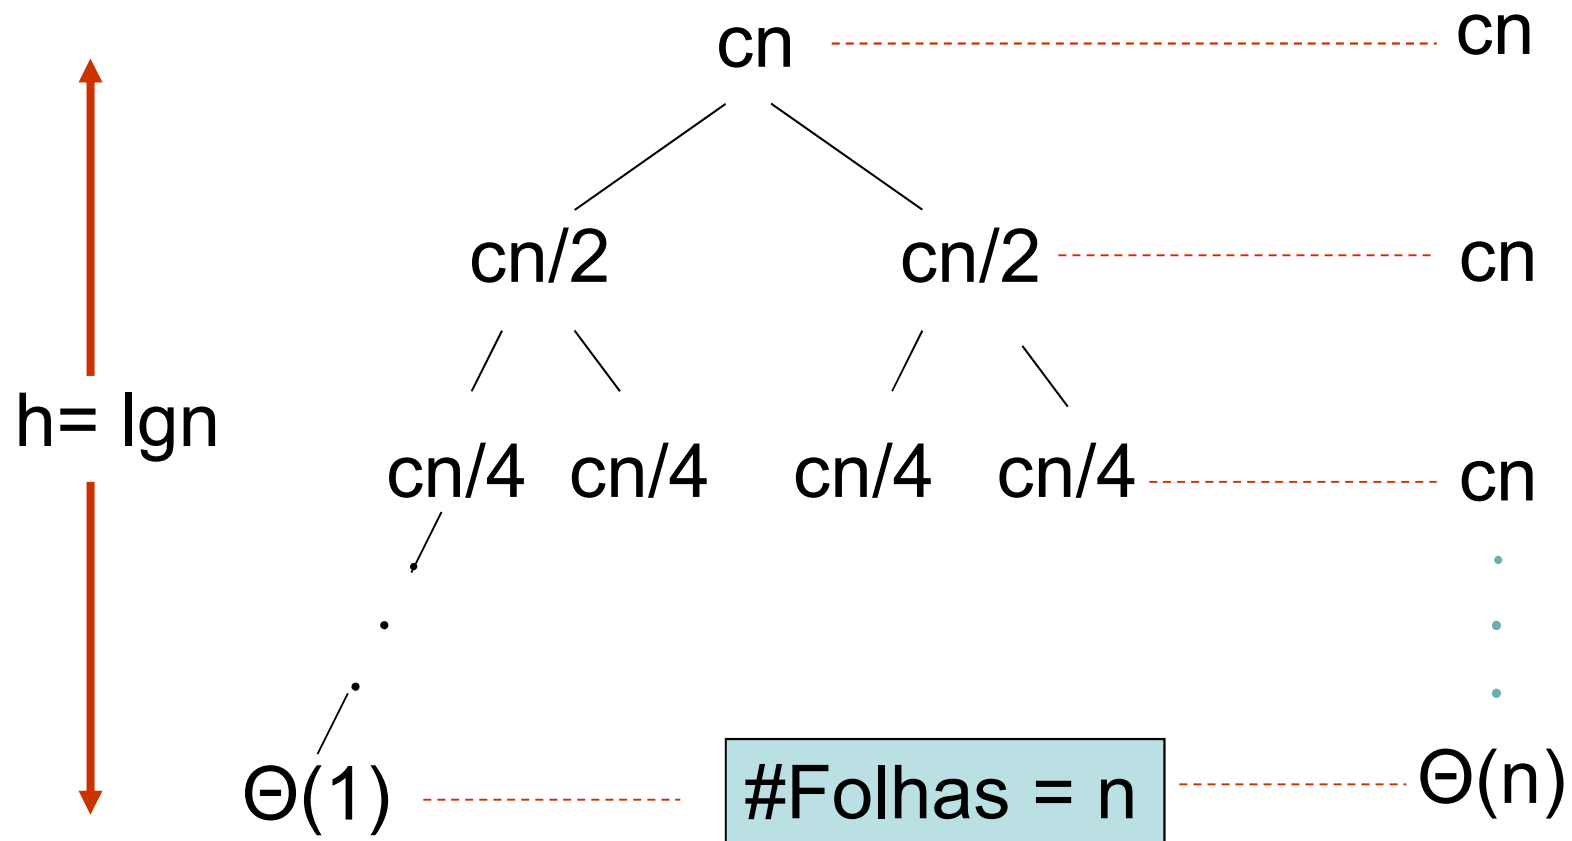 cn cn
cn/2 cn/2 cn
h= lgn
cn/4 cn/4 cn/4 cn/4 cn
Θ(1) #Folhas = n Θ(n)